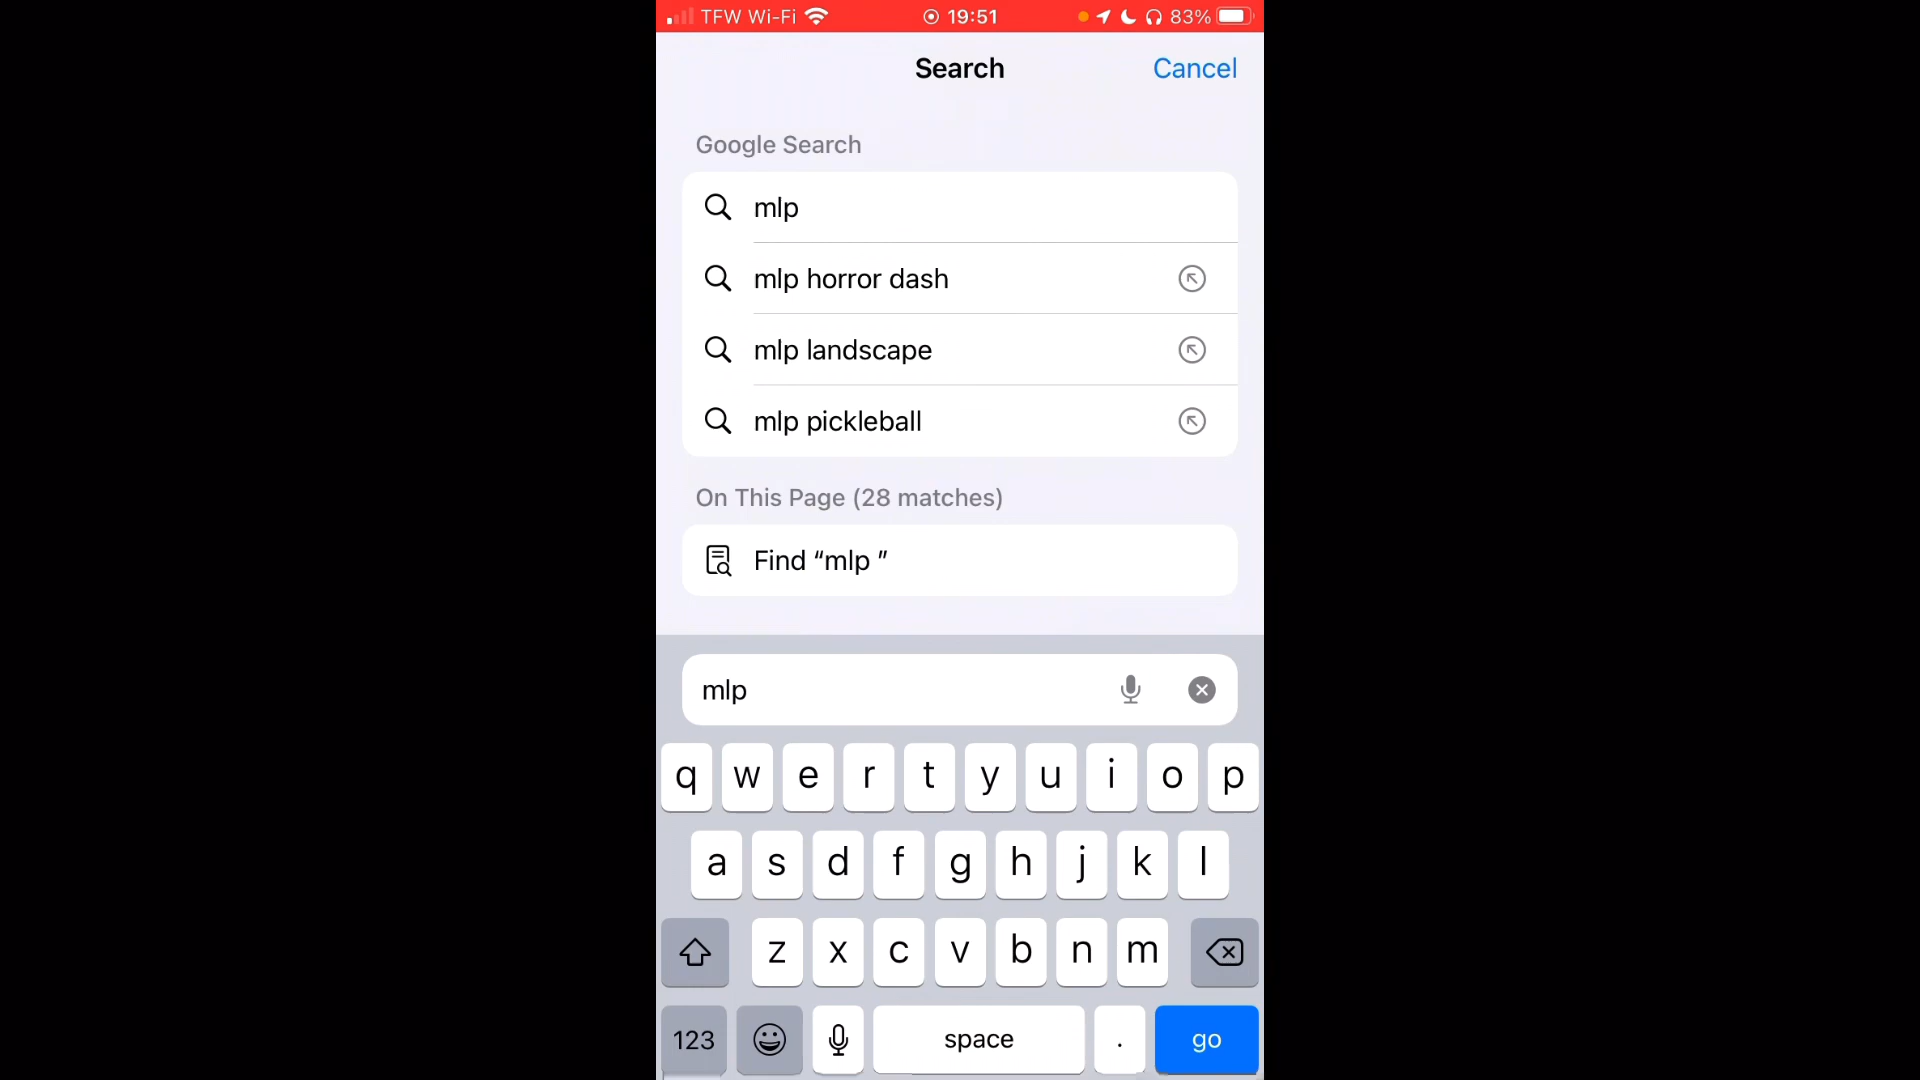 TFW Wi-Fi 19:51 83%
Search Cancel
Google Search
mlp
mlp horror dash
mlp landscape
mlp pickleball
On This Page (28 matches)
Find “mlp ”
mlp
q w e r t y u i o p
a s d f g h j k l
z x c v b n m
123 space . go